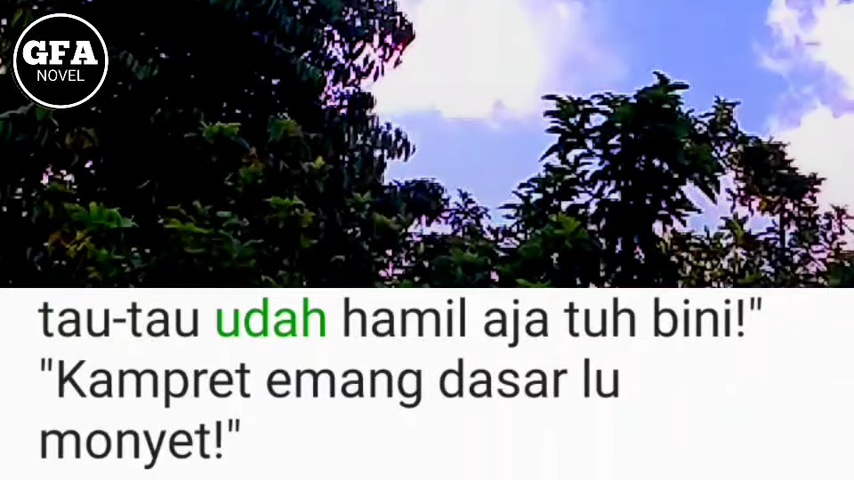 GFA
NOVEL
tau-tau udah hamil aja tuh bini!"
"Kampret emang dasar lu
monyet!"